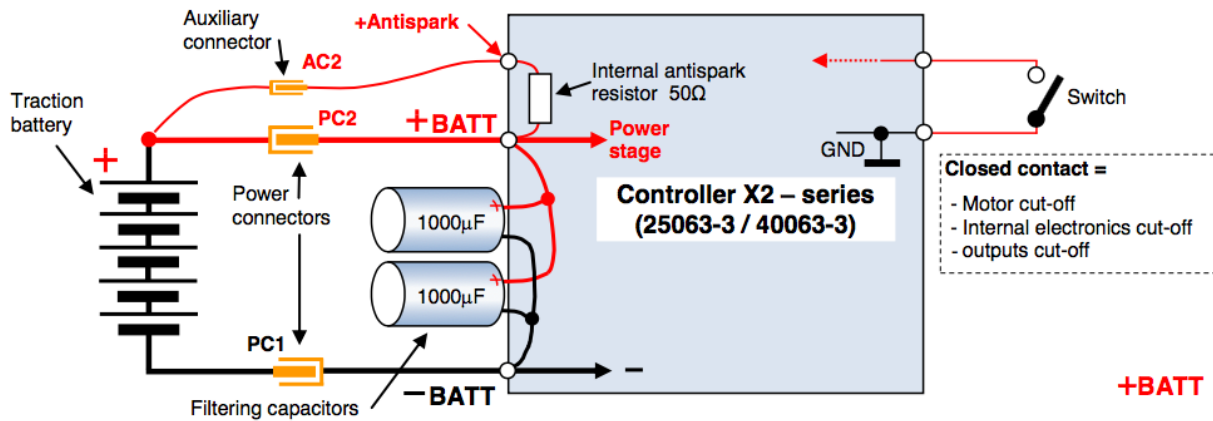 Auxiliary
connector
+Antispark
AC2
Internal antispark
resistor 50Ω
Switch
Traction
battery
PC2
+BATT
Power
stage
GND
+
Power
connectors
Controller X2 – series
(25063-3 / 40063-3)
Closed contact =
- Motor cut-off
- Internal electronics cut-off
- outputs cut-off
+
1000µF
+
1000µF
PC1
−BATT
-
Filtering capacitors
+BATT